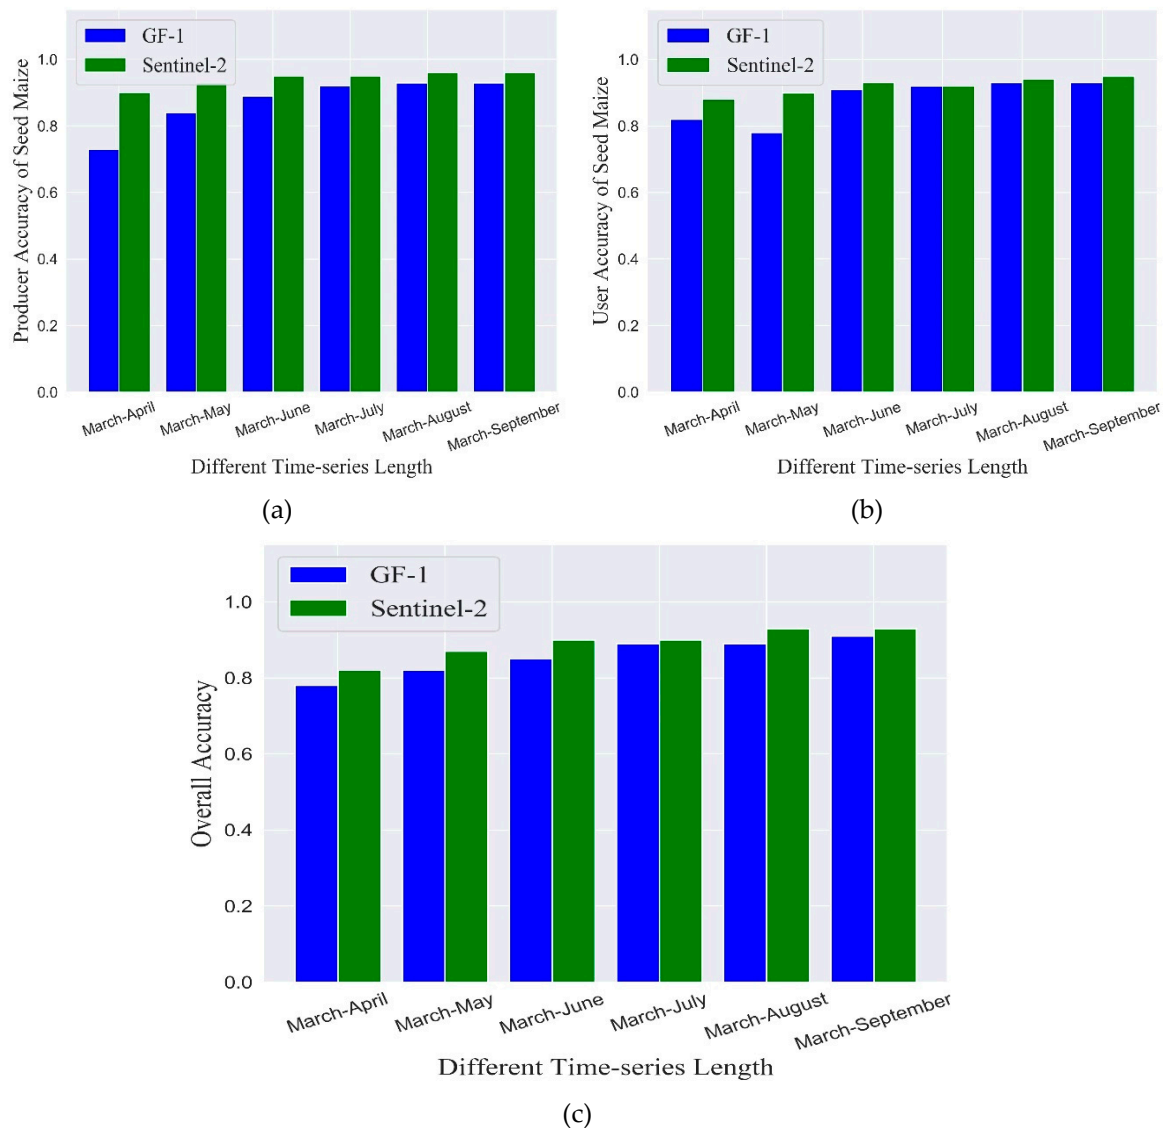 GF-1
Sentinel-2
1.0
0.8
0.6
0.4
0.2
0.0
Producer Accuracy of Seed Maize
March-April
March-May
March-June
March-July
March-August
March-September
Different Time-series Length
(a)
GF-1
Sentinel-2
1.0
0.8
0.6
0.4
0.2
0.0
User Accuracy of Seed Maize
March-April
March-May
March-June
March-July
March-August
March-September
Different Time-series Length
(b)
GF-1
Sentinel-2
1.0
0.8
0.6
0.4
0.2
0.0
Overall Accuracy
March-April
March-May
March-June
March-July
March-August
March-September
Different Time-series Length
(c)